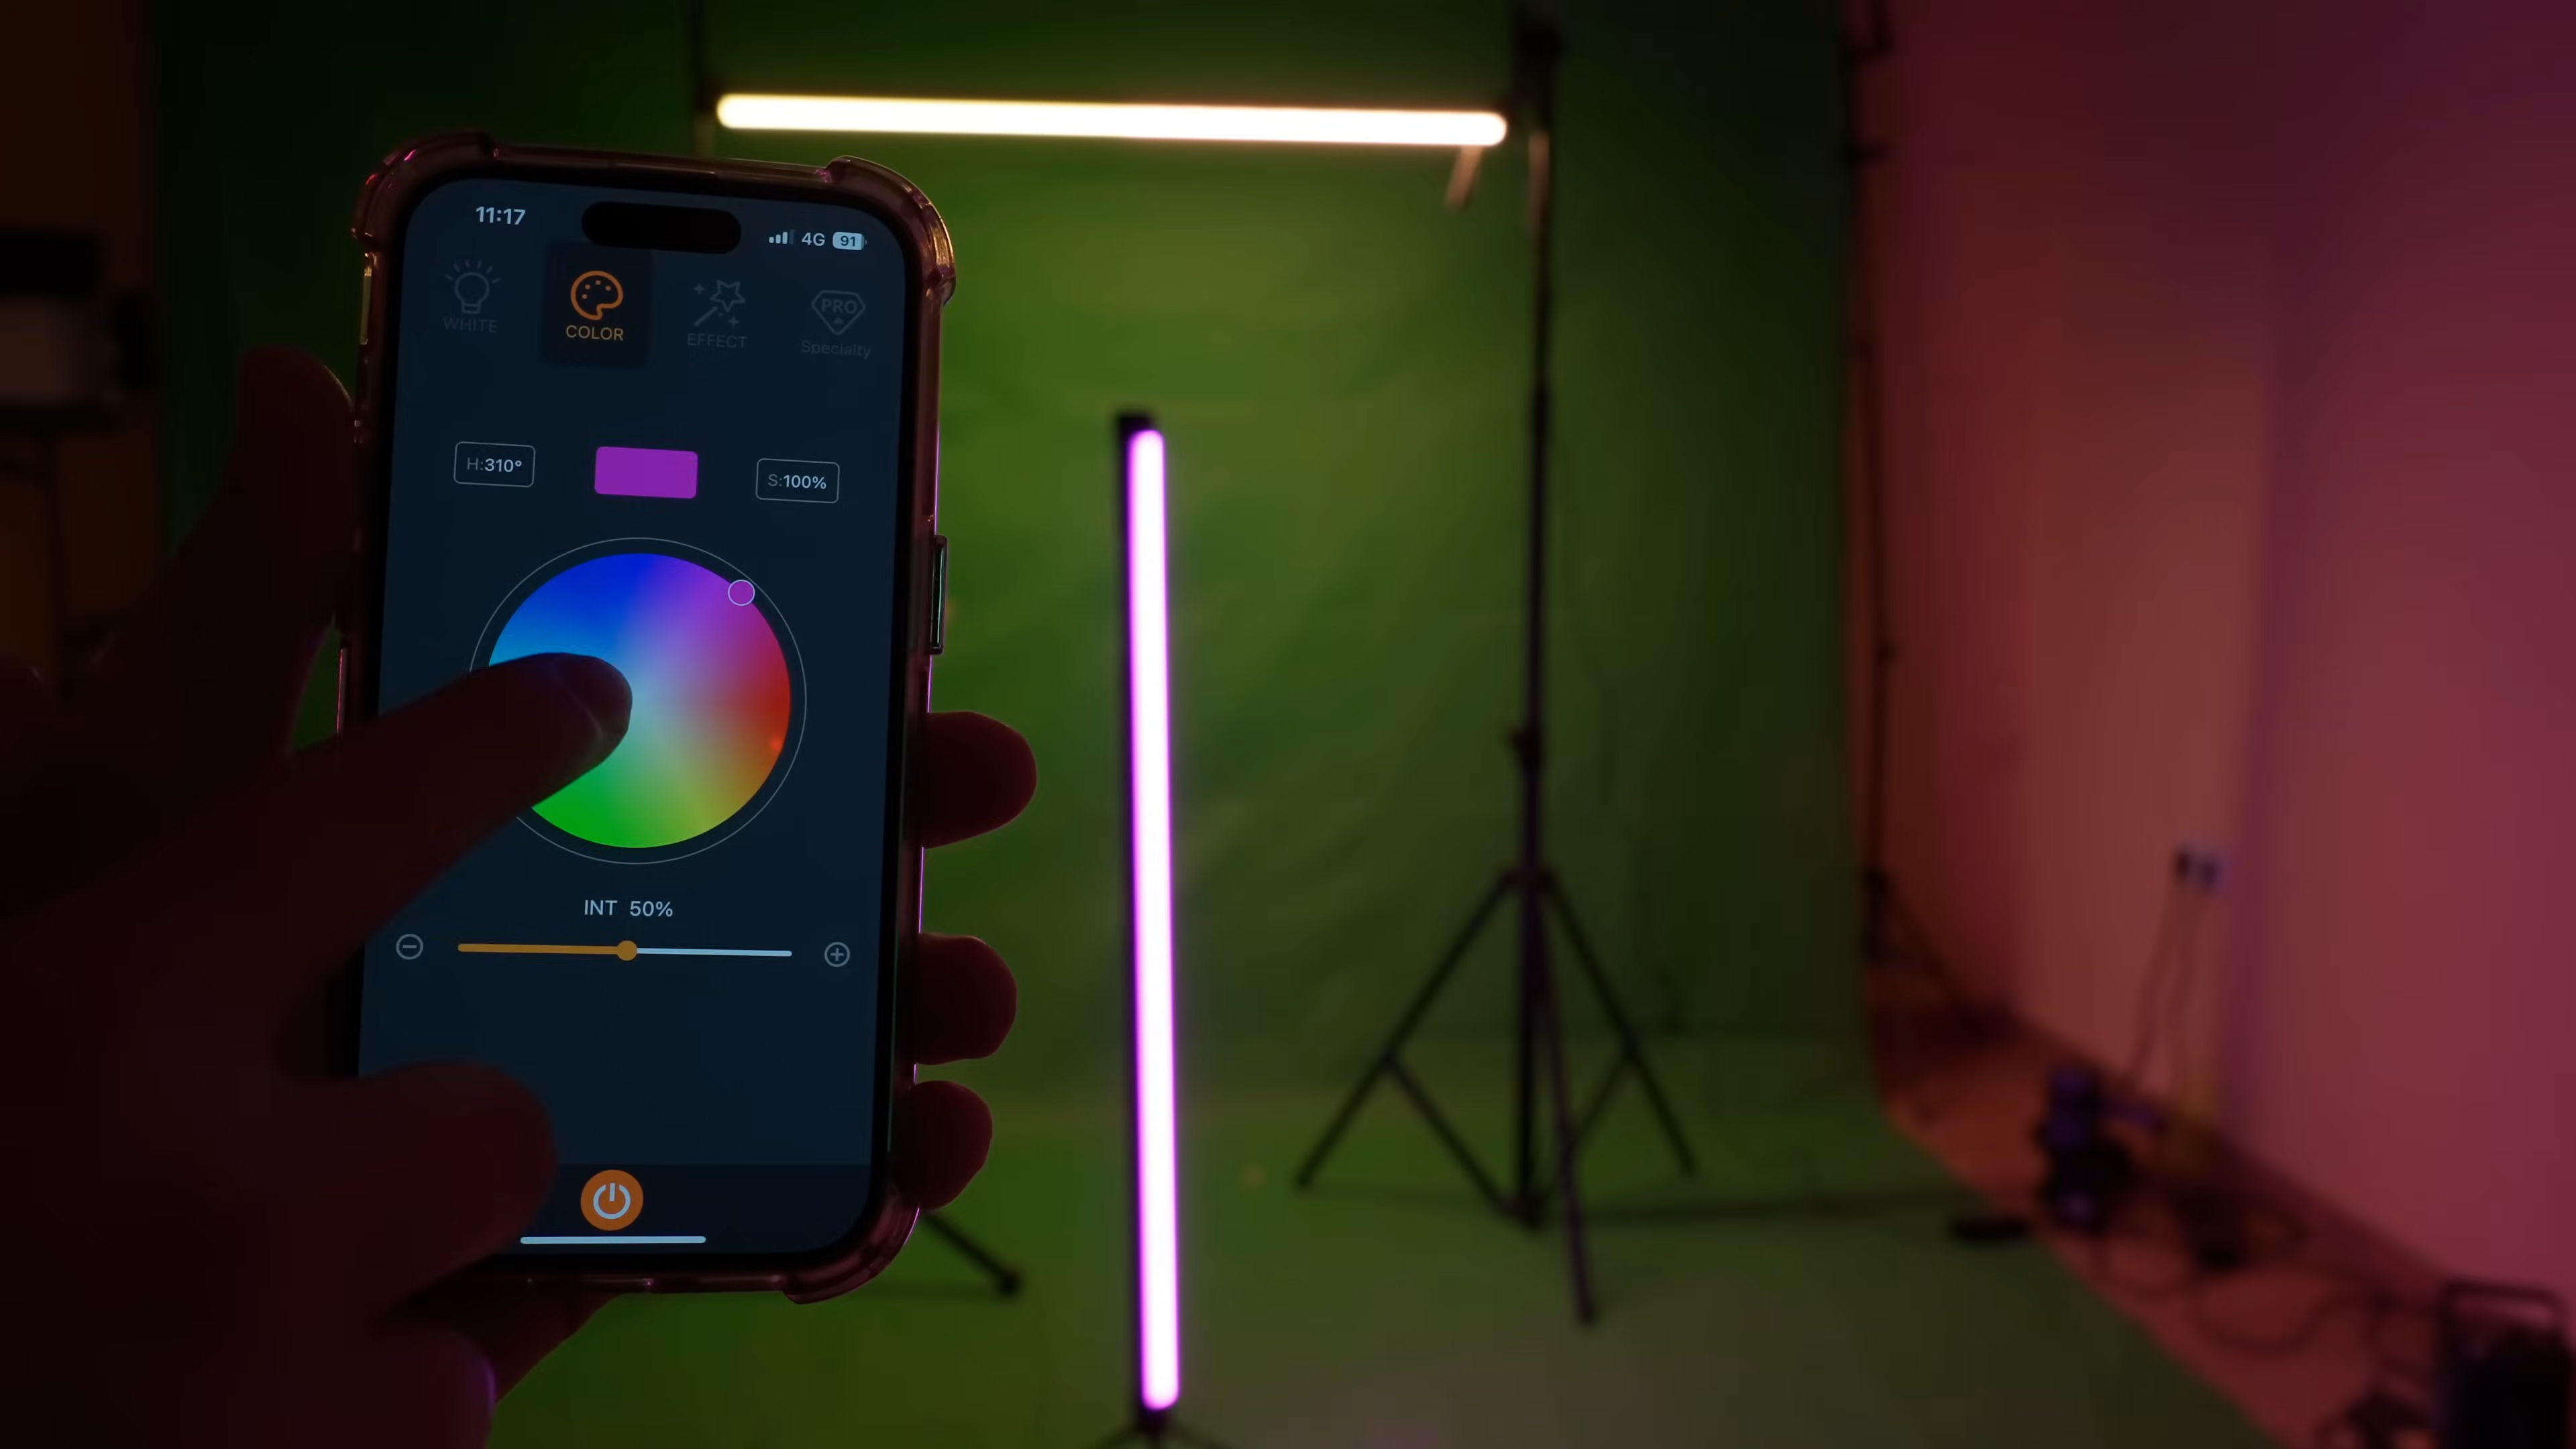 11:17
4G 91
WHITE
COLOR
EFFECT
PRO
Specialty
H:310°
S:100%
INT 50%